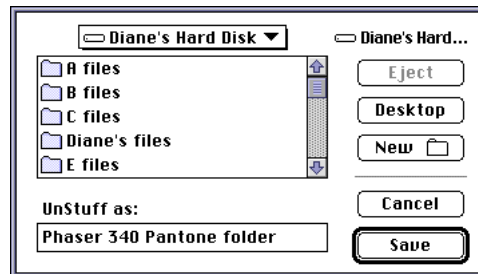 Diane's Hard Disk
Diane's Hard...
A files
B files
C files
Diane's files
E files
Eject
Desktop
New
UnStuff as:
Phaser 340 Pantone folder
Cancel
Save